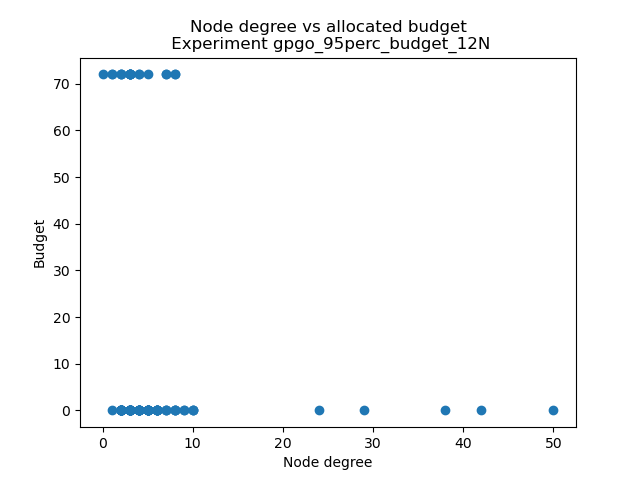 Node degree vs allocated budget
Experiment gpgo_95perc_budget_12N
70
60
50
40
30
20
10
0
Budget
0 10 20 30 40 50
Node degree